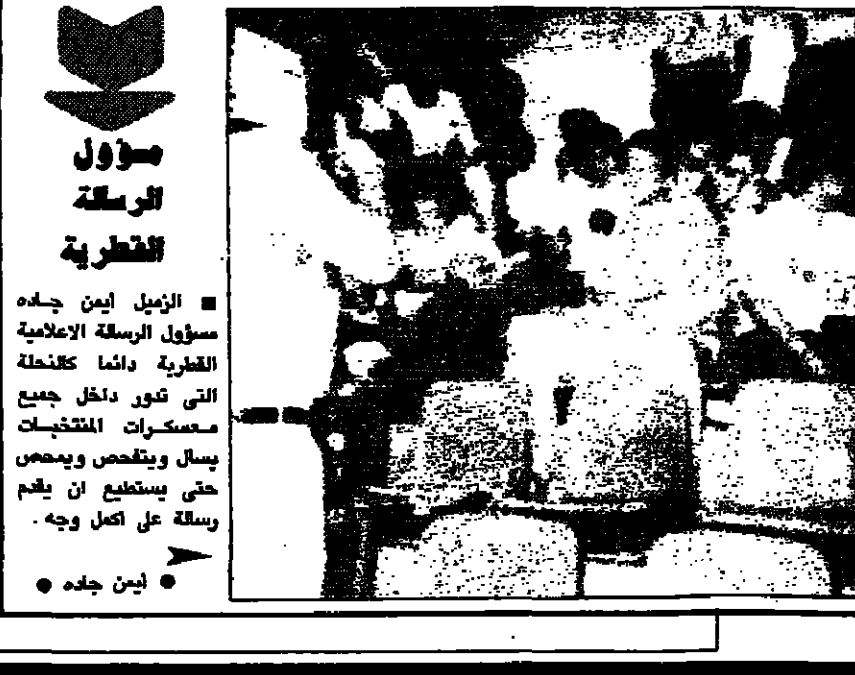 مسؤول
الرسالة
القطرية
■ الزميل ايمن جاده
مسؤول الرسالة الاعلامية
القطرية دائما كالنحلة
التى تدور داخل جميع
معسكرات المنتخبات
يسال ويتفحص ويمحص
حتى يستطيع ان يقدم
رسالة على اكمل وجه .
● أيمن جاده ●